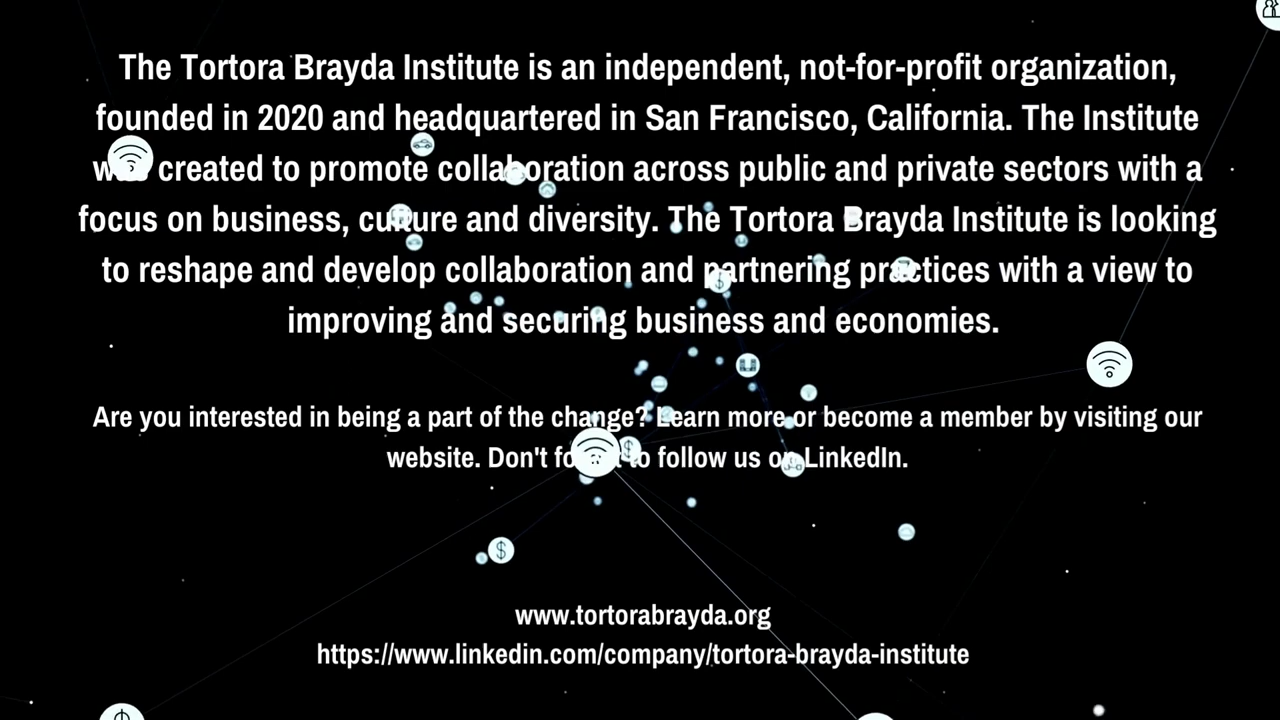 The Tortora Brayda Institute is an independent, not-for-profit organization,
founded in 2020 and headquartered in San Francisco, California. The Institute
was created to promote collaboration across public and private sectors with a
focus on business, culture and diversity. The Tortora Brayda Institute is looking
to reshape and develop collaboration and partnering practices with a view to
improving and securing business and economies.
Are you interested in being a part of the change? Learn more or become a member by visiting our
website. Don't forget to follow us on LinkedIn.
www.tortorabrayda.org
https://www.linkedin.com/company/tortora-brayda-institute